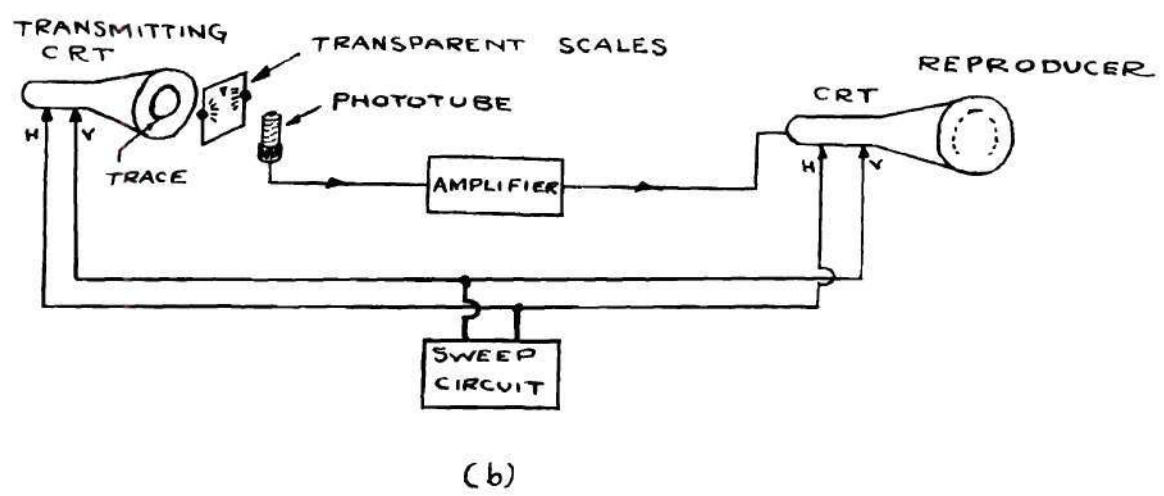 TRANSMITTING
CRT
TRANSPARENT SCALES
PHOTOTUBE
REPRODUCER
CRT
H
V
TRACE
AMPLIFIER
H
V
SWEEP
CIRCUIT
(b)